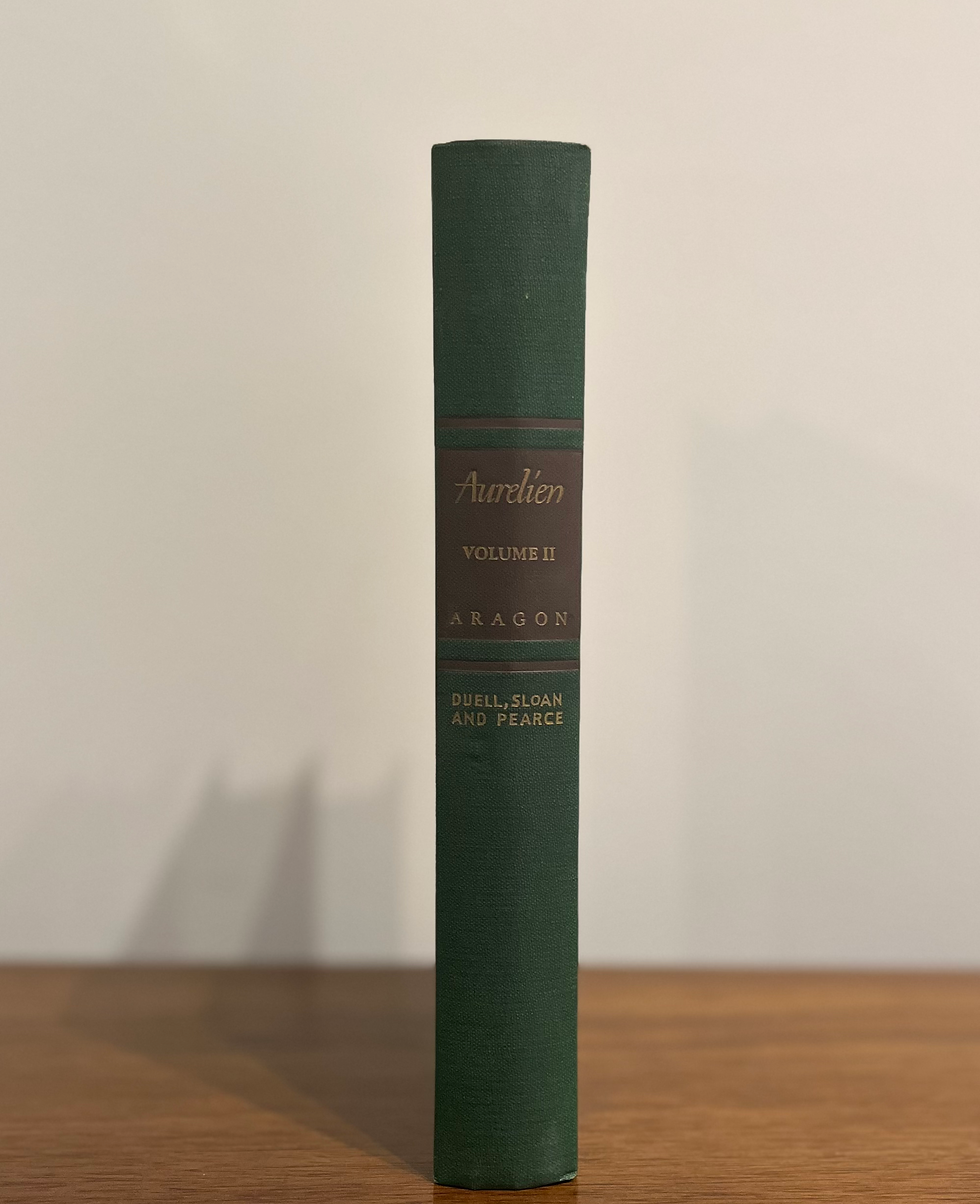 Aurelien
VOLUME II
ARAGON
DUELL, SLOAN
AND PEARCE